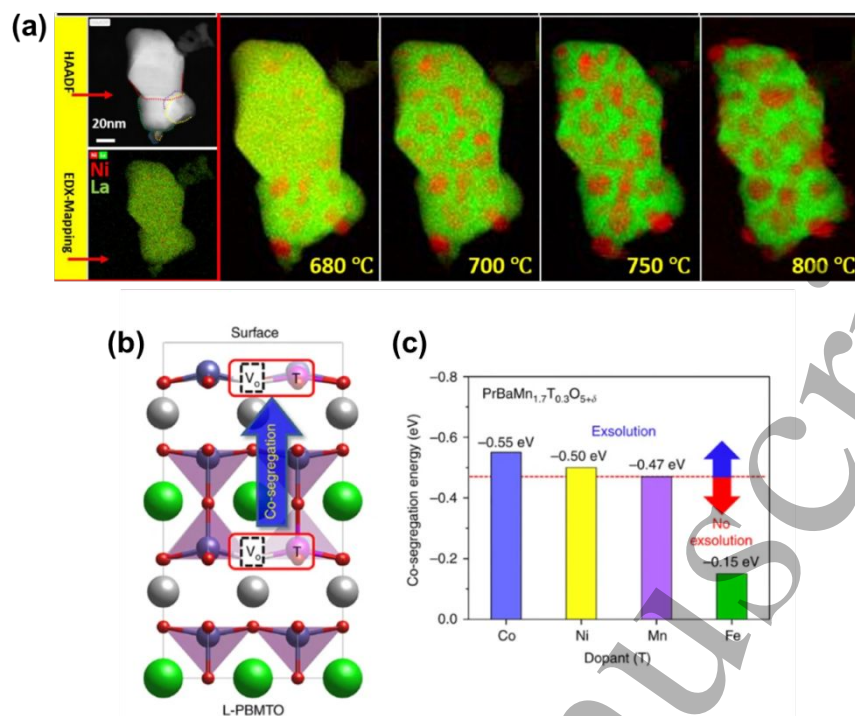 (a)
HAADF
20nm
EDX-Mapping
Ni
La
680 ℃
700 ℃
750 ℃
800 ℃
(b)
Surface
Vo
T
Co-segregation
Vo
T
L-PBMTO
(c)
Co-segregation energy (eV)
−0.8
−0.6
−0.4
−0.2
0.0
PrBaMn1.7T0.3O5+δ
Exsolution
−0.55 eV
−0.50 eV
−0.47 eV
No
exsolution
−0.15 eV
Co
Ni
Mn
Fe
Dopant (T)